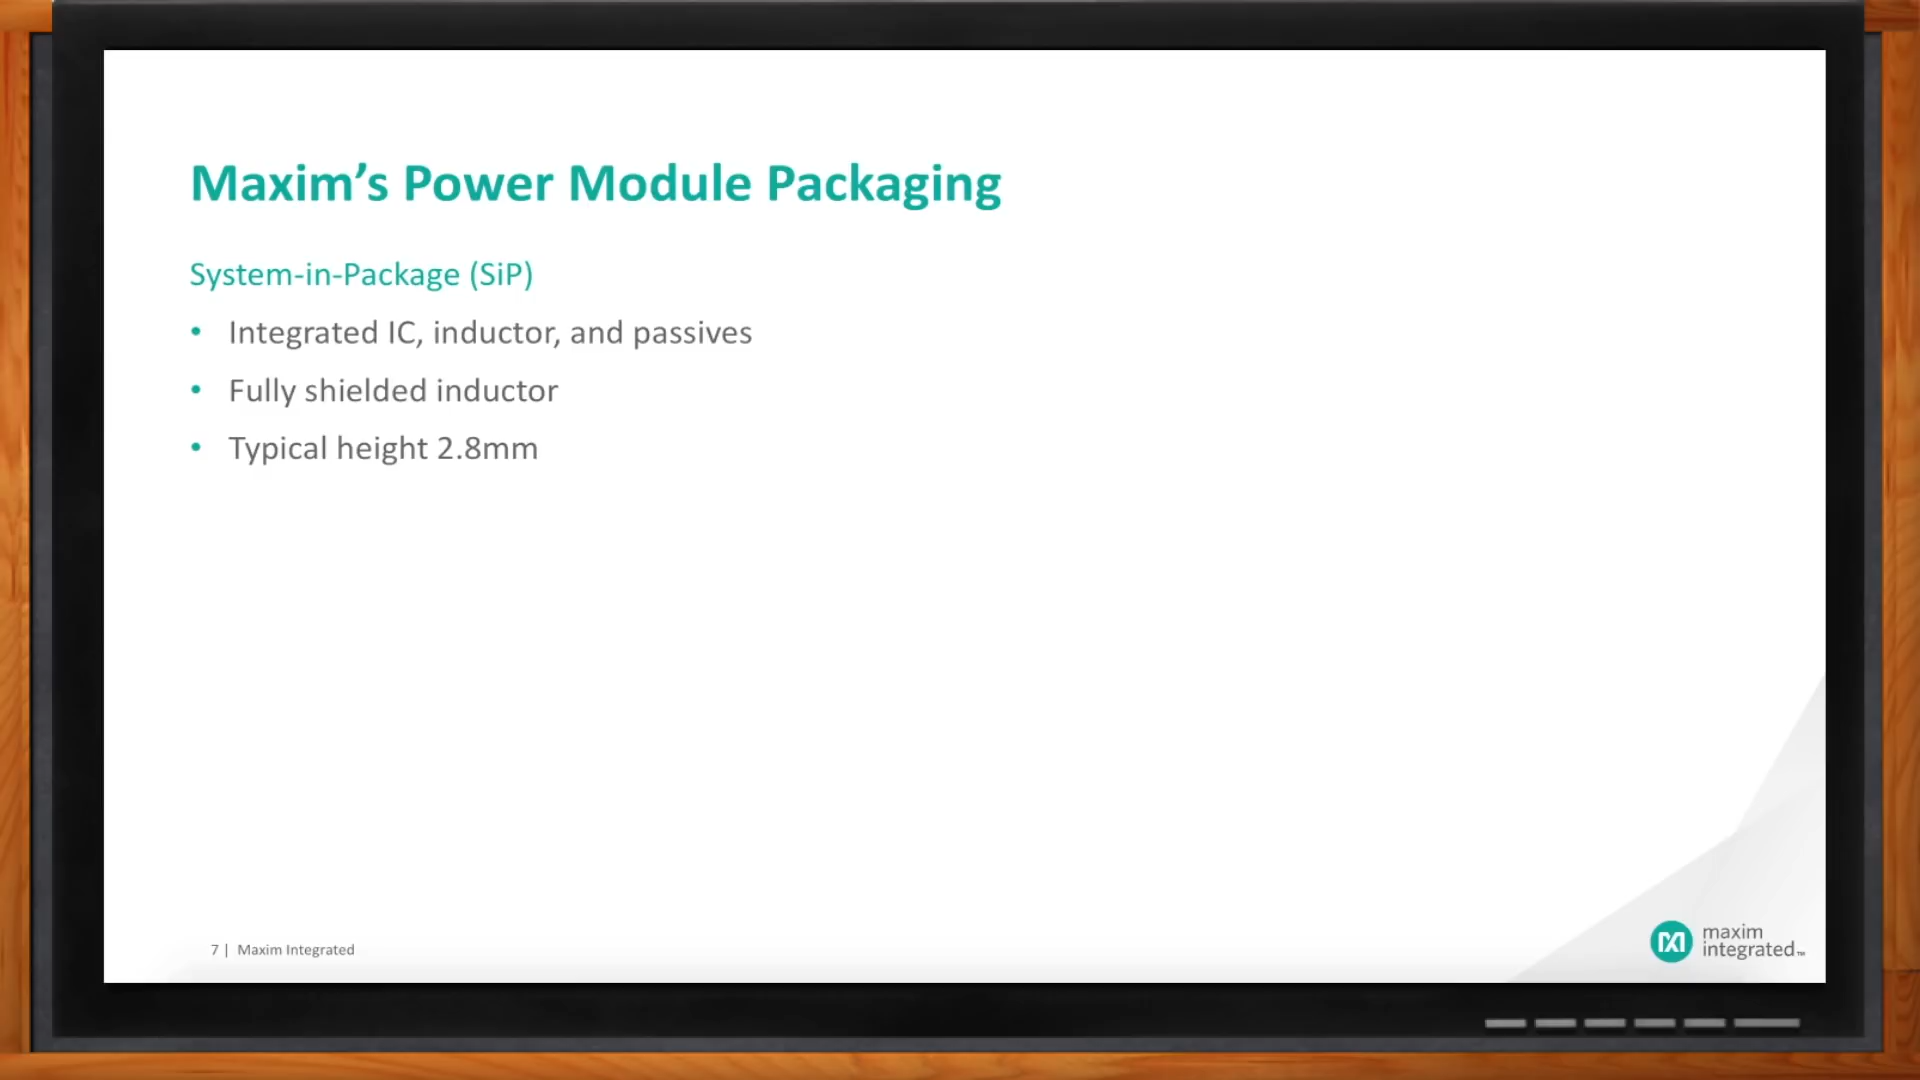 Maxim’s Power Module Packaging
System-in-Package (SiP)
• Integrated IC, inductor, and passives
• Fully shielded inductor
• Typical height 2.8mm
7 | Maxim Integrated
maxim
integrated™